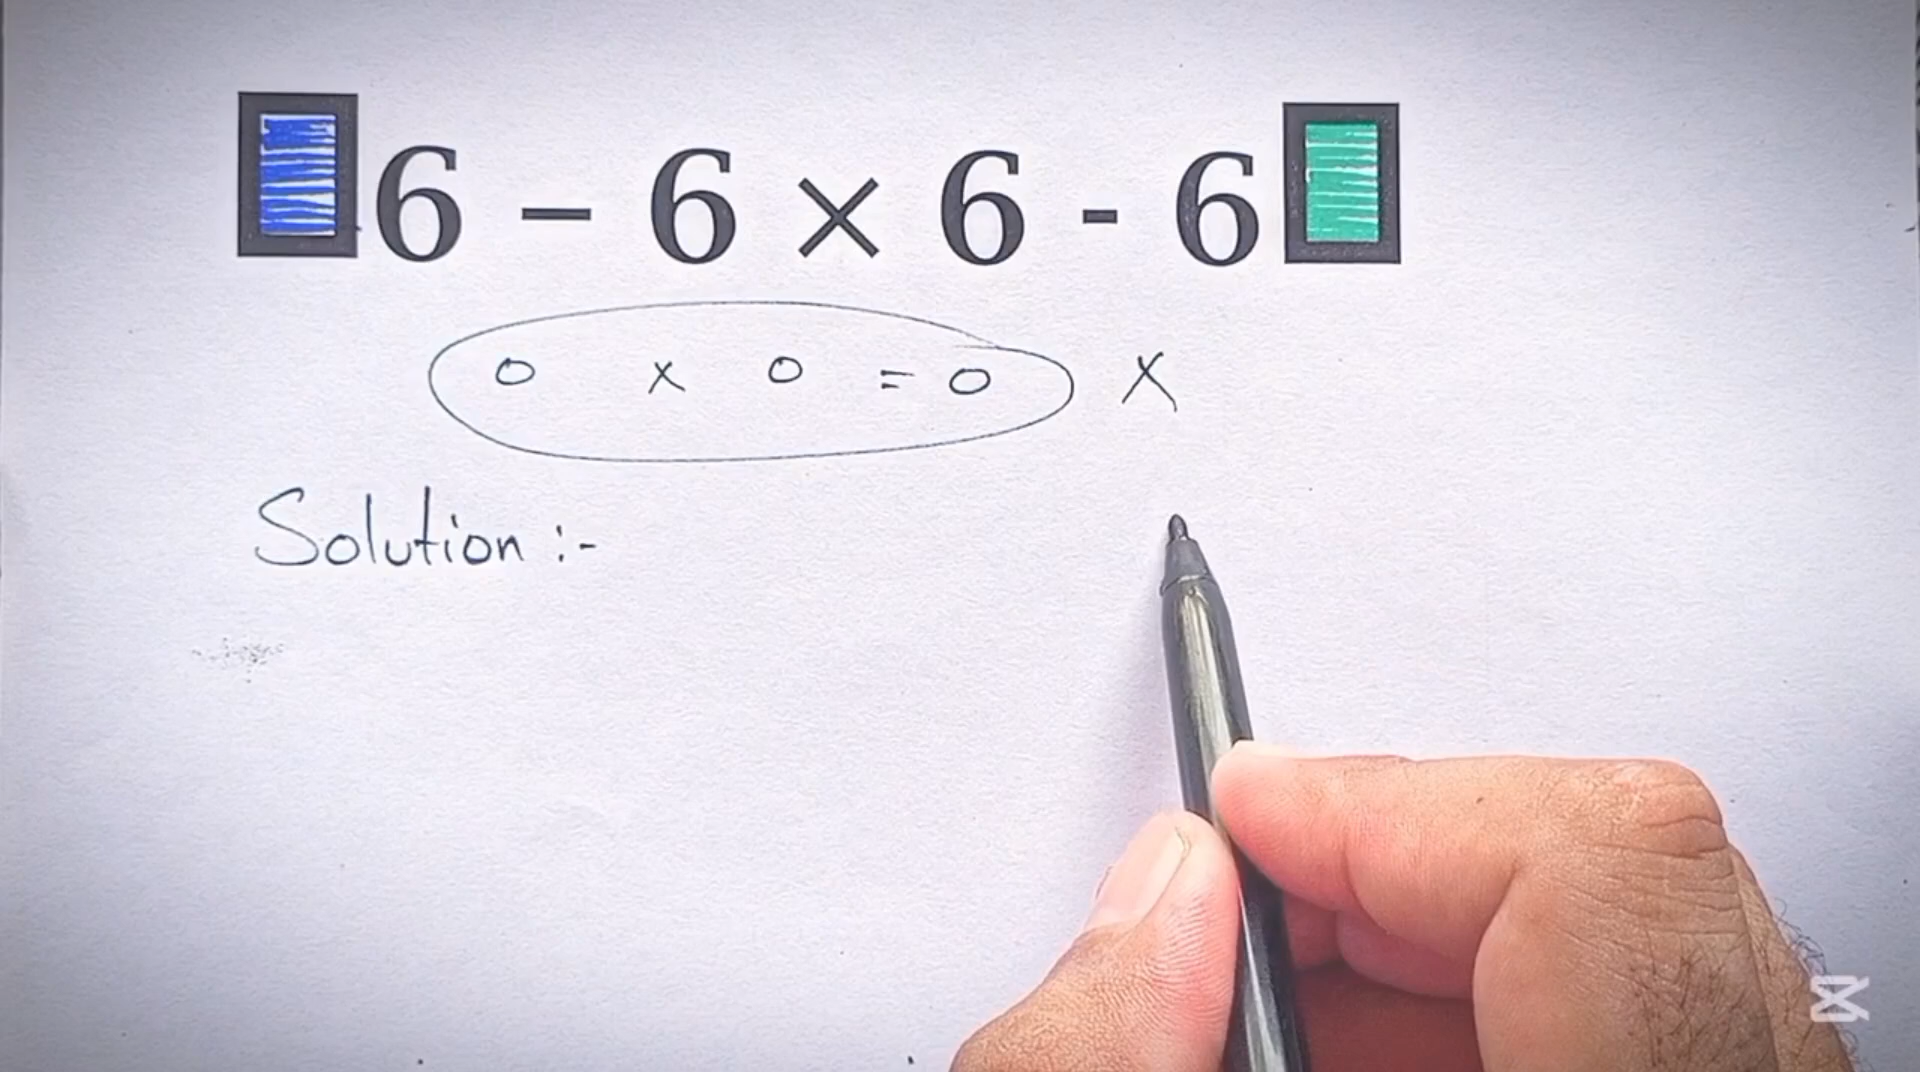 6 – 6 × 6 - 6
0 x 0 = 0 X
Solution :-